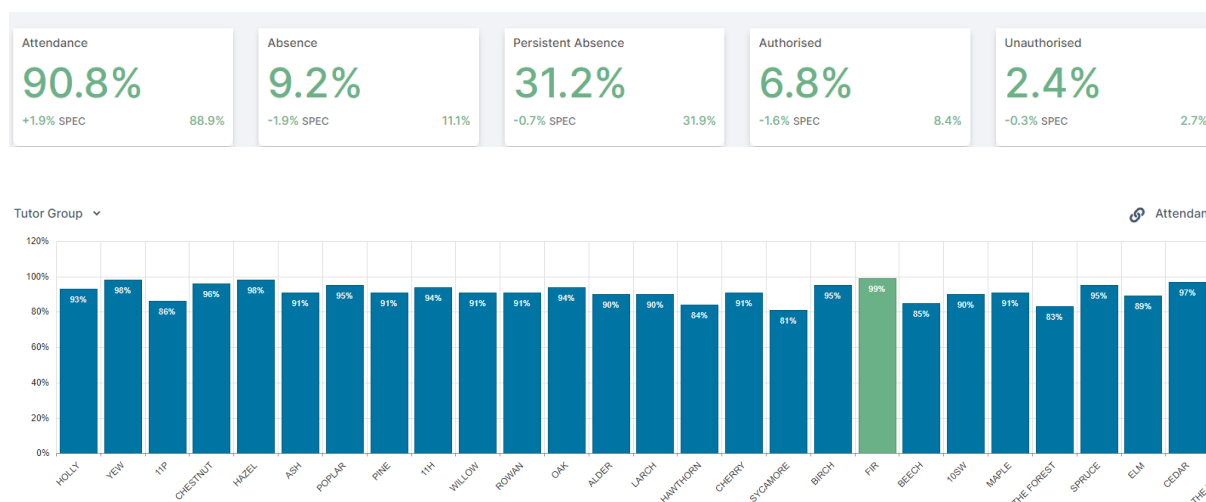 Attendance Absence Persistent Absence Authorised Unauthorised
90.8% 9.2% 31.2% 6.8% 2.4%
+1.9% SPEC 88.9% -1.9% SPEC 11.1% -0.7% SPEC 31.9% -1.6% SPEC 8.4% -0.3% SPEC 2.7%
Tutor Group Attendan
120%
100%
80%
60%
40%
20%
0%
93% 98% 86% 96% 98% 91% 95% 91% 94% 91% 91% 94% 90% 90% 84% 91% 81% 95% 99% 85% 90% 91% 83% 95% 89% 97%
HOLLY YEW 11P CHESTNUT HAZEL ASH POPLAR PINE 11H WILLOW ROWAN OAK ALDER LARCH HAWTHORN CHERRY SYCAMORE BIRCH FIR BEECH 10SW MAPLE THE FOREST SPRUCE ELM CEDAR THE